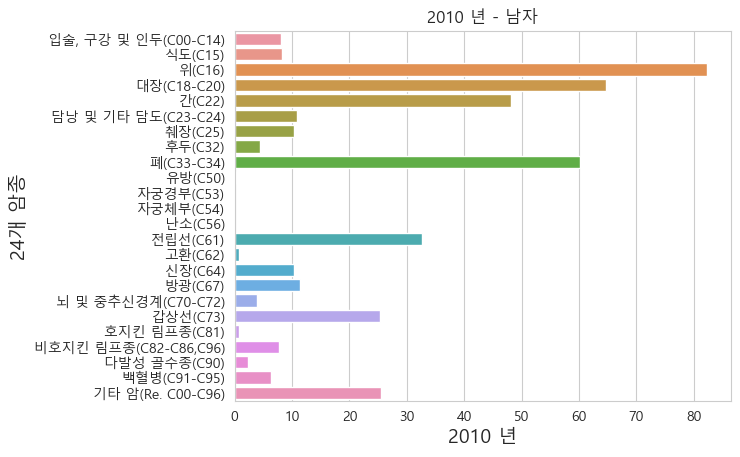 2010 년 - 남자
24개 암종
입술, 구강 및 인두(C00-C14)
식도(C15)
위(C16)
대장(C18-C20)
간(C22)
담낭 및 기타 담도(C23-C24)
췌장(C25)
후두(C32)
폐(C33-C34)
유방(C50)
자궁경부(C53)
자궁체부(C54)
난소(C56)
전립선(C61)
고환(C62)
신장(C64)
방광(C67)
뇌 및 중추신경계(C70-C72)
갑상선(C73)
호지킨 림프종(C81)
비호지킨 림프종(C82-C86,C96)
다발성 골수종(C90)
백혈병(C91-C95)
기타 암(Re. C00-C96)
0 10 20 30 40 50 60 70 80
2010 년